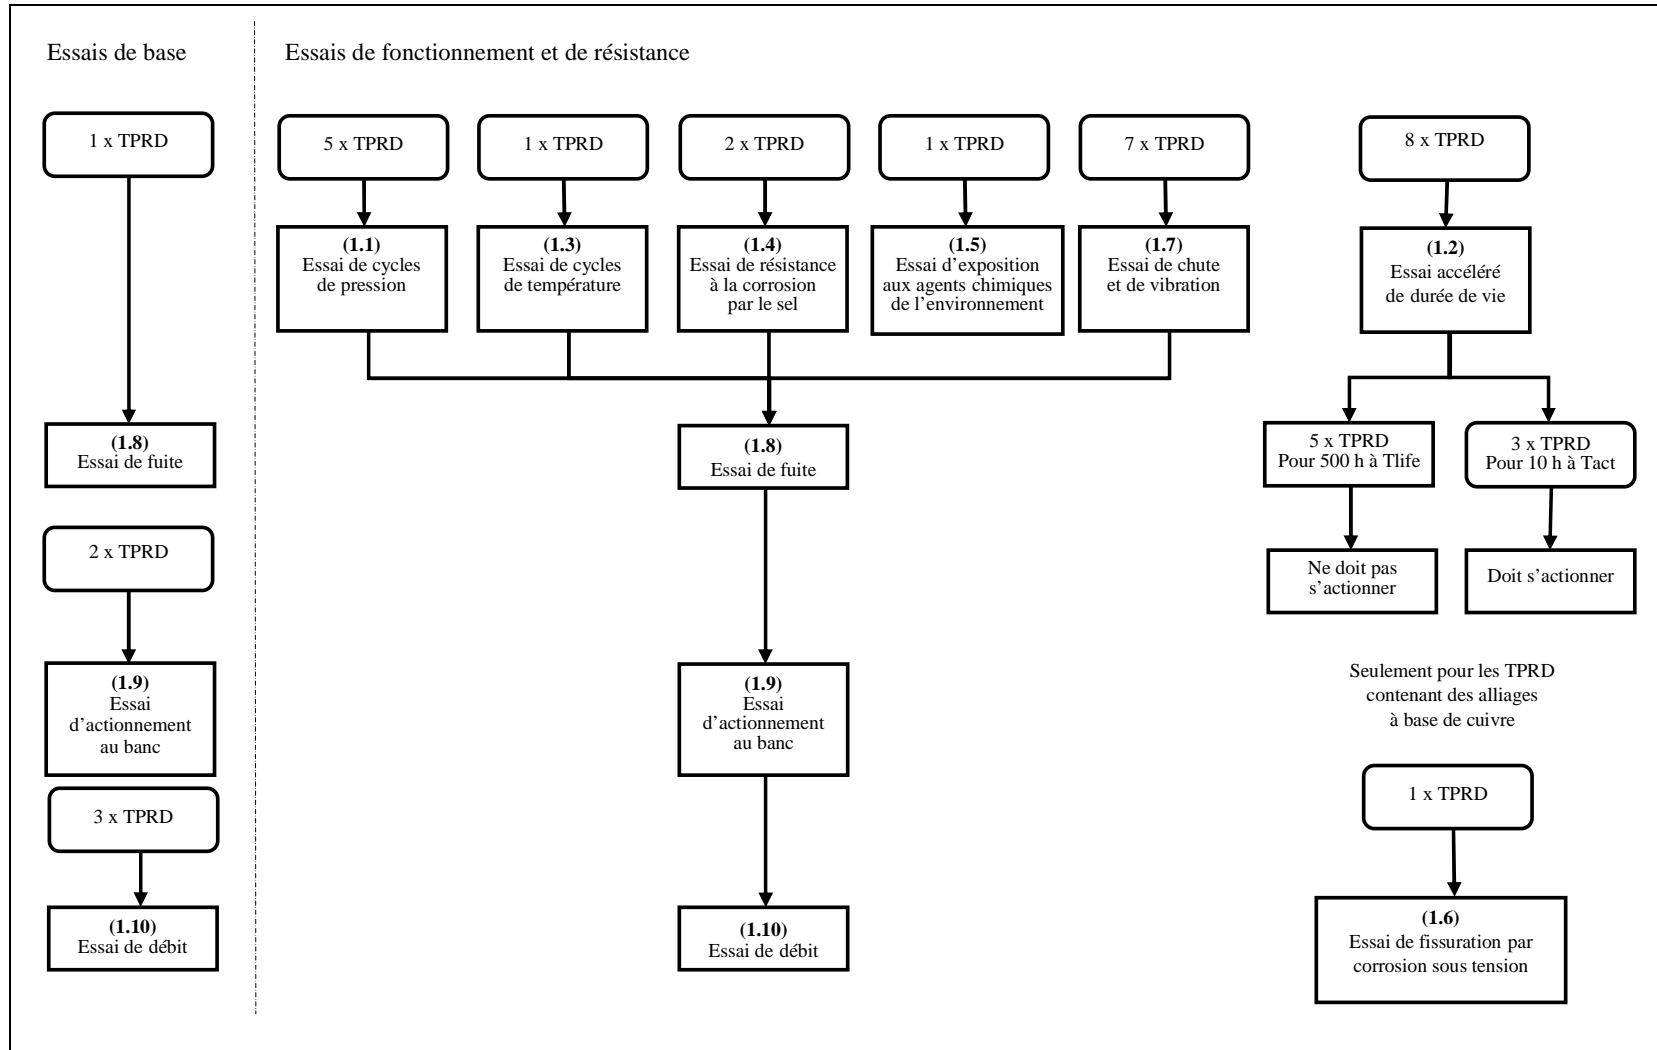 Essais de base
Essais de fonctionnement et de résistance
1 x TPRD
5 x TPRD
1 x TPRD
2 x TPRD
1 x TPRD
7 x TPRD
8 x TPRD
(1.1)
Essai de cycles
de pression
(1.3)
Essai de cycles
de température
(1.4)
Essai de résistance
à la corrosion
par le sel
(1.5)
Essai d’exposition
aux agents chimiques
de l’environnement
(1.7)
Essai de chute
et de vibration
(1.2)
Essai accéléré
de durée de vie
(1.8)
Essai de fuite
(1.8)
Essai de fuite
5 x TPRD
Pour 500 h à Tlife
3 x TPRD
Pour 10 h à Tact
2 x TPRD
Ne doit pas
s’actionner
Doit s’actionner
(1.9)
Essai
d’actionnement
au banc
(1.9)
Essai
d’actionnement
au banc
Seulement pour les TPRD
contenant des alliages
à base de cuivre
3 x TPRD
1 x TPRD
(1.10)
Essai de débit
(1.10)
Essai de débit
(1.6)
Essai de fissuration par
corrosion sous tension